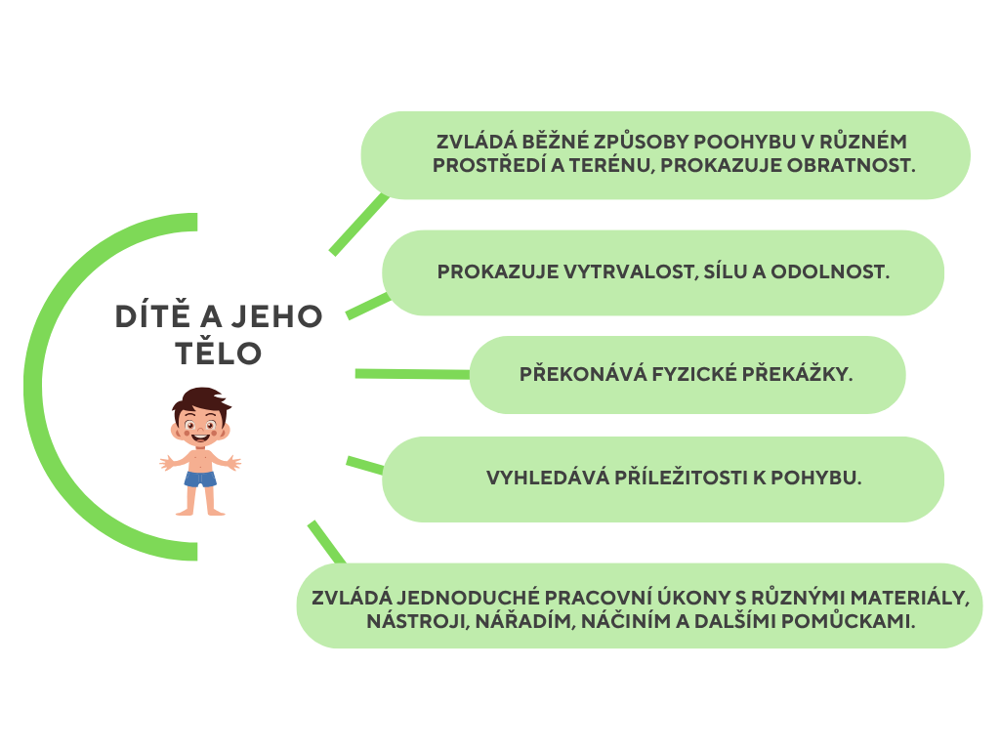 DÍTĚ A JEHO
TĚLO
ZVLÁDÁ BĚŽNÉ ZPŮSOBY POOHYBU V RŮZNÉM
PROSTŘEDÍ A TERÉNU, PROKAZUJE OBRATNOST.
PROKAZUJE VYTRVALOST, SÍLU A ODOLNOST.
PŘEKONÁVÁ FYZICKÉ PŘEKÁŽKY.
VYHLEDÁVÁ PŘÍLEŽITOSTI K POHYBU.
ZVLÁDÁ JEDNODUCHÉ PRACOVNÍ ÚKONY S RŮZNÝMI MATERIÁLY,
NÁSTROJI, NÁŘADÍM, NÁČINÍM A DALŠÍMI POMŮCKAMI.